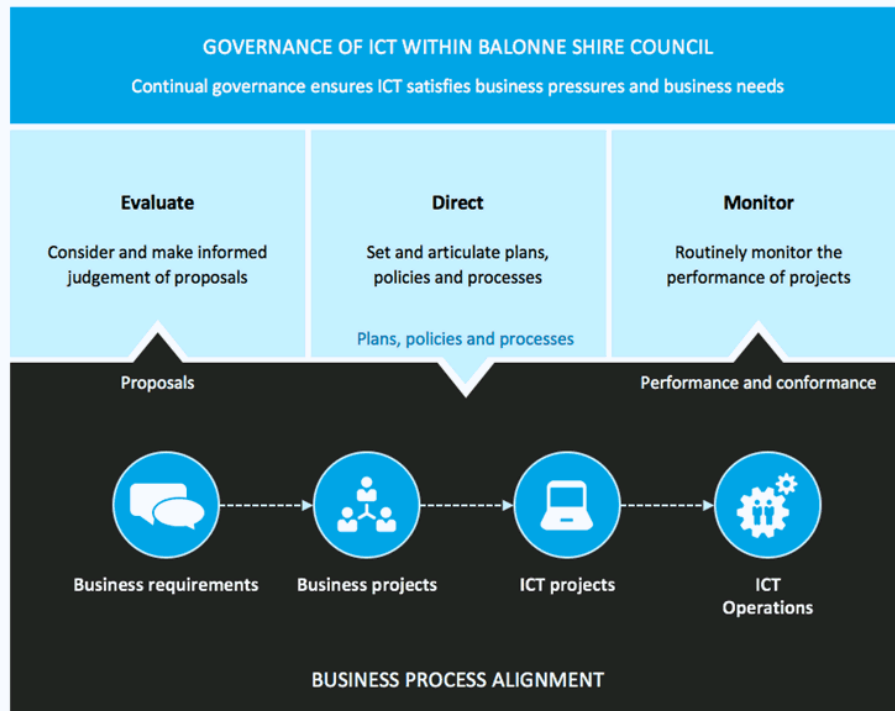 GOVERNANCE OF ICT WITHIN BALONNE SHIRE COUNCIL
Continual governance ensures ICT satisfies business pressures and business needs
Evaluate
Consider and make informed
judgement of proposals
Direct
Set and articulate plans,
policies and processes
Plans, policies and processes
Monitor
Routinely monitor the
performance of projects
Proposals
Performance and conformance
Business requirements
Business projects
ICT projects
ICT
Operations
BUSINESS PROCESS ALIGNMENT